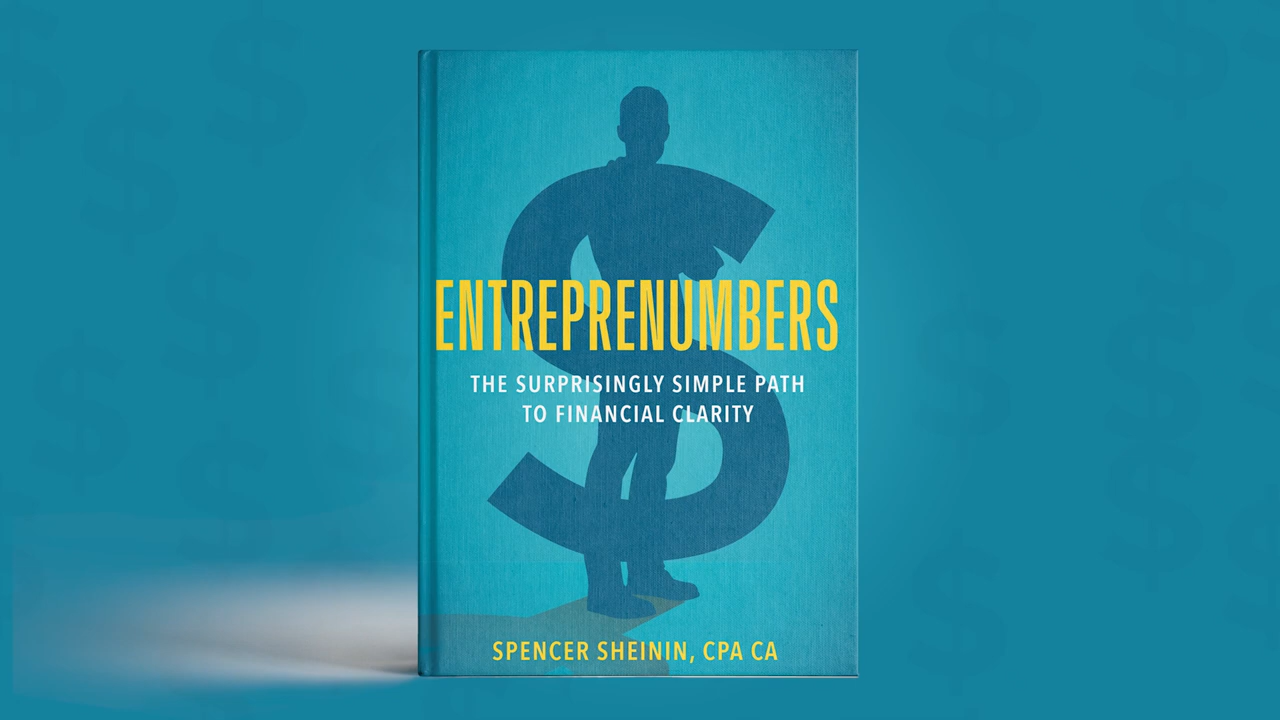 ENTREPRENUMBERS
THE SURPRISINGLY SIMPLE PATH
TO FINANCIAL CLARITY
SPENCER SHEININ, CPA CA